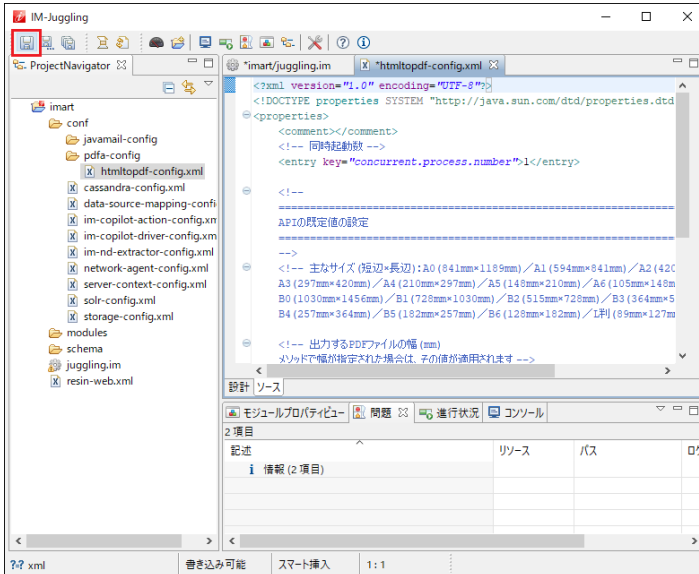 IM-Juggling
ProjectNavigator
imart
conf
javamail-config
pdfa-config
htmltopdf-config.xml
cassandra-config.xml
data-source-mapping-confi
im-copilot-action-config.xm
im-copilot-driver-config.xm
im-nd-extractor-config.xml
network-agent-config.xml
server-context-config.xml
solr-config.xml
storage-config.xml
modules
schema
juggling.im
resin-web.xml
*imart/juggling.im
*htmltopdf-config.xml
<?xml version="1.0" encoding="UTF-8"?>
<!DOCTYPE properties SYSTEM "http://java.sun.com/dtd/properties.dtd
<properties>
<comment></comment>
<!-- 同時起動数 -->
<entry key="concurrent.process.number">1</entry>
<!--
====================================================================
APIの既定値の設定
====================================================================
-->
<!-- 主なサイズ(短辺×長辺):A0(841mm×1189mm)／A1(594mm×841mm)／A2(420
A3(297mm×420mm)／A4(210mm×297mm)／A5(148mm×210mm)／A6(105mm×148m
B0(1030mm×1456mm)／B1(728mm×1030mm)／B2(515mm×728mm)／B3(364mm×5
B4(257mm×364mm)／B5(182mm×257mm)／B6(128mm×182mm)／L判(89mm×127m
<!-- 出力するPDFファイルの幅(mm)
メソッドで幅が指定された場合は、その値が適用されます -->
設計 ソース
モジュールプロパティビュー 問題 進行状況 コンソール
2 項目
記述 リソース パス ロケ
情報 (2 項目)
xml 書き込み可能 スマート挿入 1:1